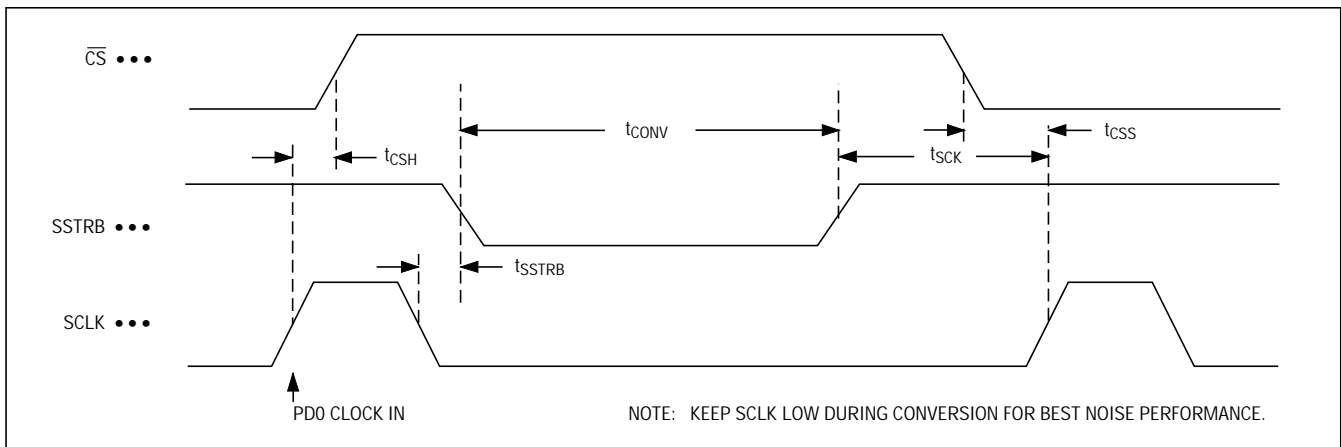 CS •••
tCONV
tCSS
tCSH
tSCK
SSTRB •••
tSSTRB
SCLK •••
PD0 CLOCK IN
NOTE: KEEP SCLK LOW DURING CONVERSION FOR BEST NOISE PERFORMANCE.